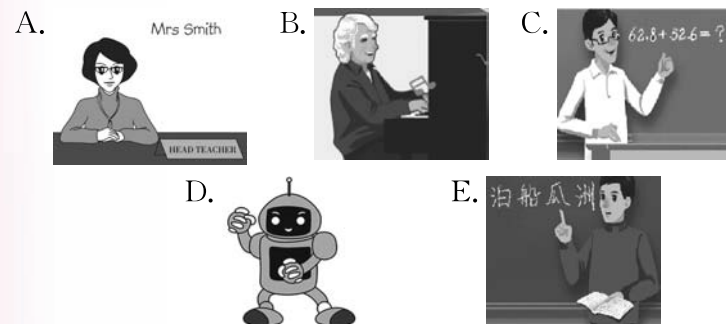 A.
Mrs Smith
HEAD TEACHER
B.
C.
62.8+52.6=?
D.
E.
泊船瓜洲